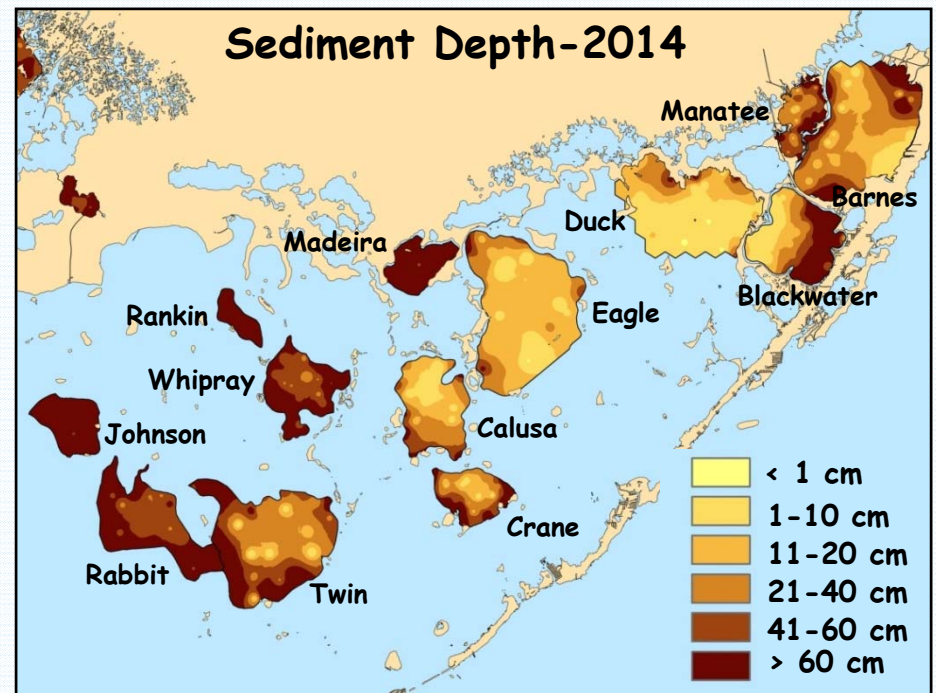 Sediment Depth-2014
Manatee
Barnes
Duck
Madeira
Blackwater
Rankin
Eagle
Whipray
Johnson
Calusa
Crane
Rabbit
Twin
< 1 cm
1-10 cm
11-20 cm
21-40 cm
41-60 cm
> 60 cm